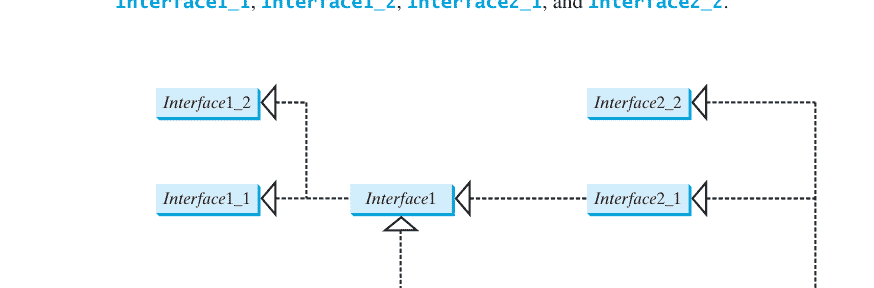 Interface1_1, Interface1_2, Interface2_1, and Interface2_2.
Interface1_2 Interface2_2
Interface1_1 Interface1 Interface2_1